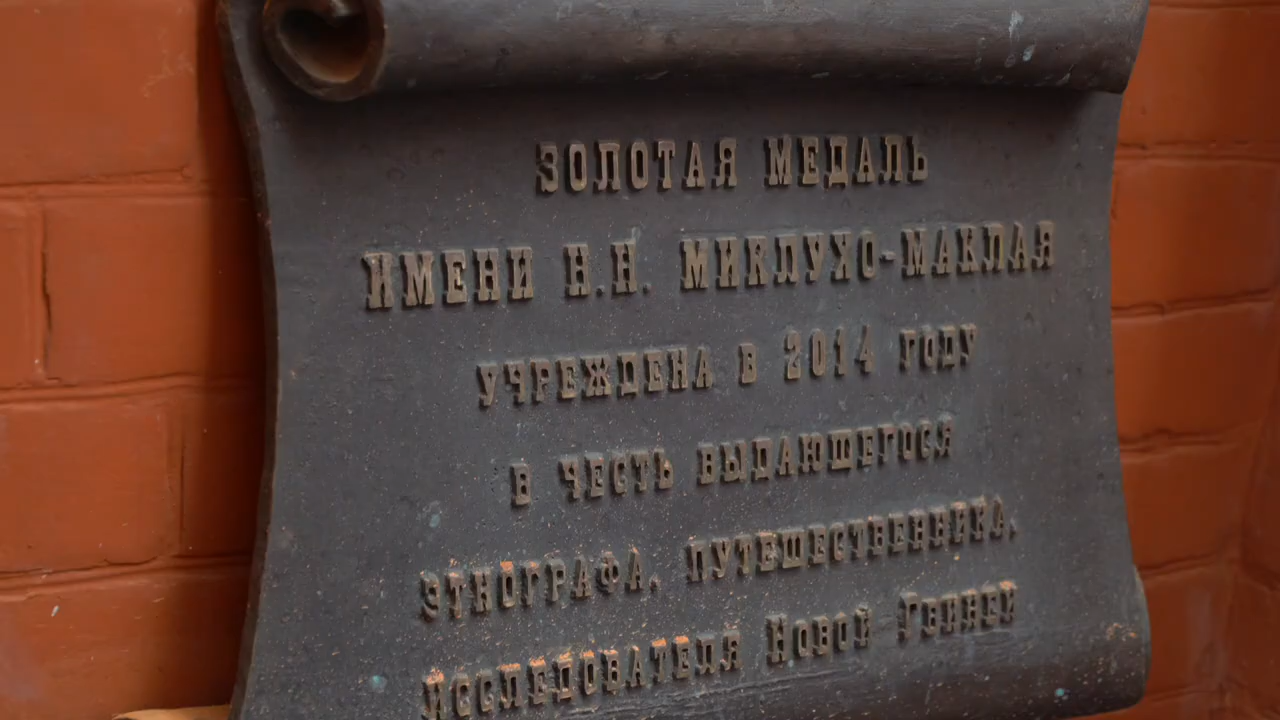 ЗОЛОТАЯ МЕДАЛЬ
ИМЕНИ Н.Н. МИКЛУХО-МАКЛАЯ
УЧРЕЖДЕНА В 2014 ГОДУ
В ЧЕСТЬ ВЫДАЮЩЕГОСЯ
ЭТНОГРАФА, ПУТЕШЕСТВЕННИКА,
ИССЛЕДОВАТЕЛЯ НОВОЙ ГВИНЕИ